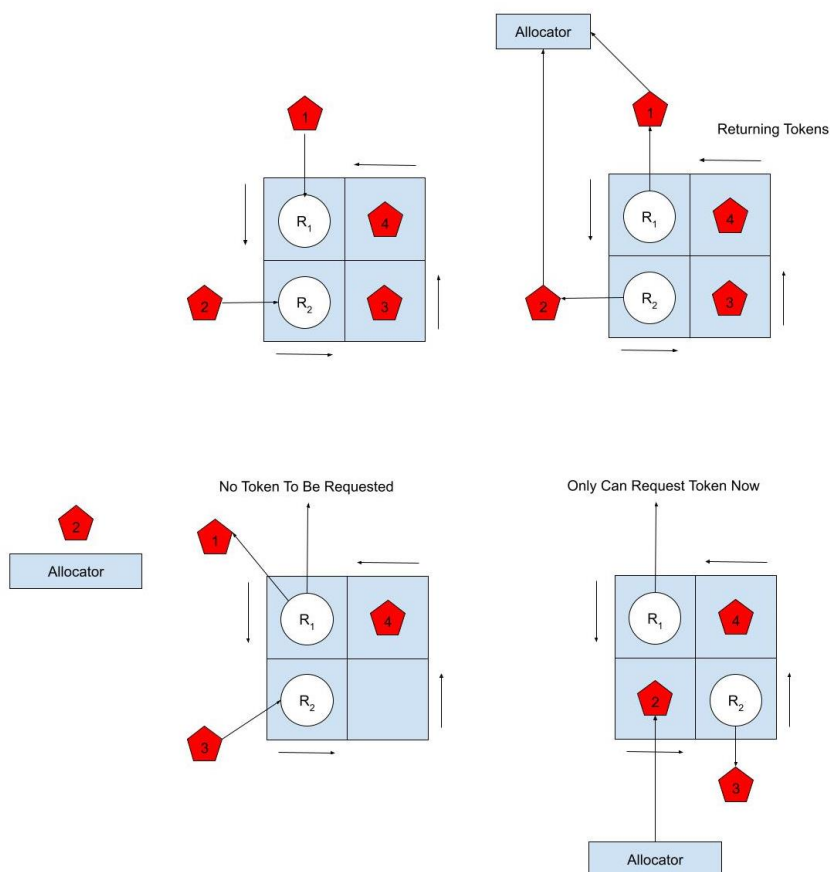 Allocator
1
1
Returning Tokens
R1
4
R1
4
2
R2
3
2
R2
3
No Token To Be Requested
Only Can Request Token Now
2
1
Allocator
R1
4
R1
4
R2
2
R2
3
3
Allocator